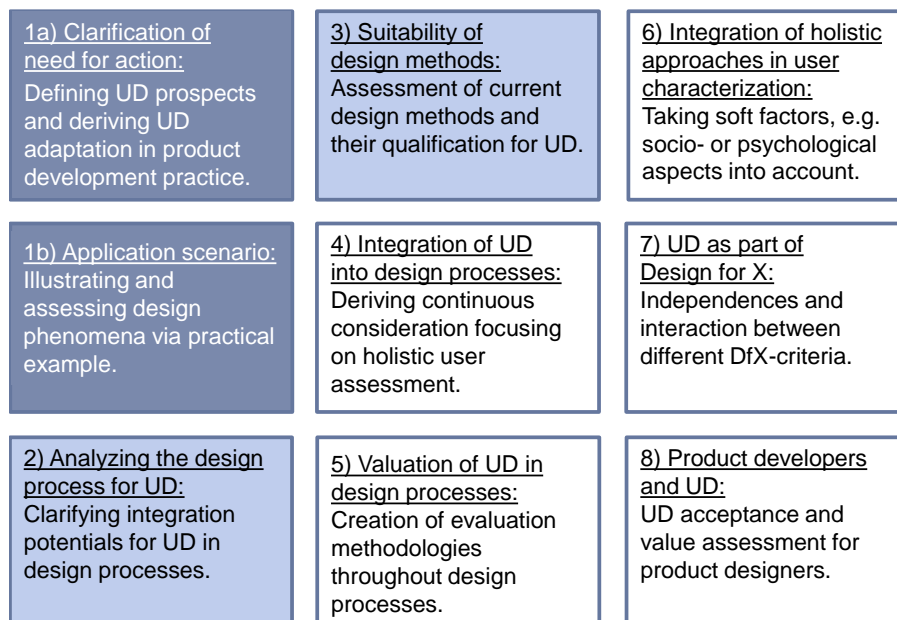 1a) Clarification of
need for action:
Defining UD prospects
and deriving UD
adaptation in product
development practice.
1b) Application scenario:
Illustrating and
assessing design
phenomena via practical
example.
2) Analyzing the design
process for UD:
Clarifying integration
potentials for UD in
design processes.
3) Suitability of
design methods:
Assessment of current
design methods and
their qualification for UD.
4) Integration of UD
into design processes:
Deriving continuous
consideration focusing
on holistic user
assessment.
5) Valuation of UD in
design processes:
Creation of evaluation
methodologies
throughout design
processes.
6) Integration of holistic
approaches in user
characterization:
Taking soft factors, e.g.
socio- or psychological
aspects into account.
7) UD as part of
Design for X:
Independences and
interaction between
different DfX-criteria.
8) Product developers
and UD:
UD acceptance and
value assessment for
product designers.